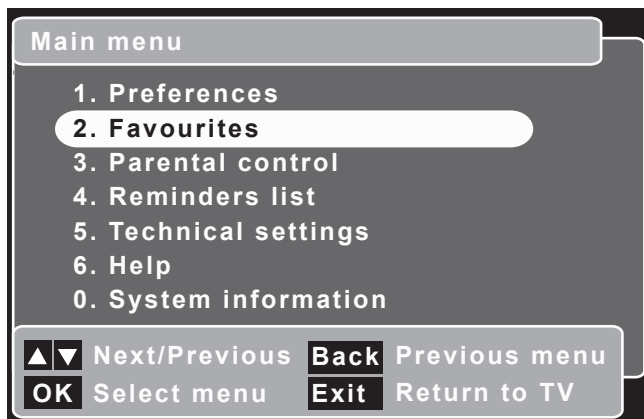 Main menu
1. Preferences
2. Favourites
3. Parental control
4. Reminders list
5. Technical settings
6. Help
0. System information
▲▼ Next/Previous Back Previous menu
OK Select menu Exit Return to TV